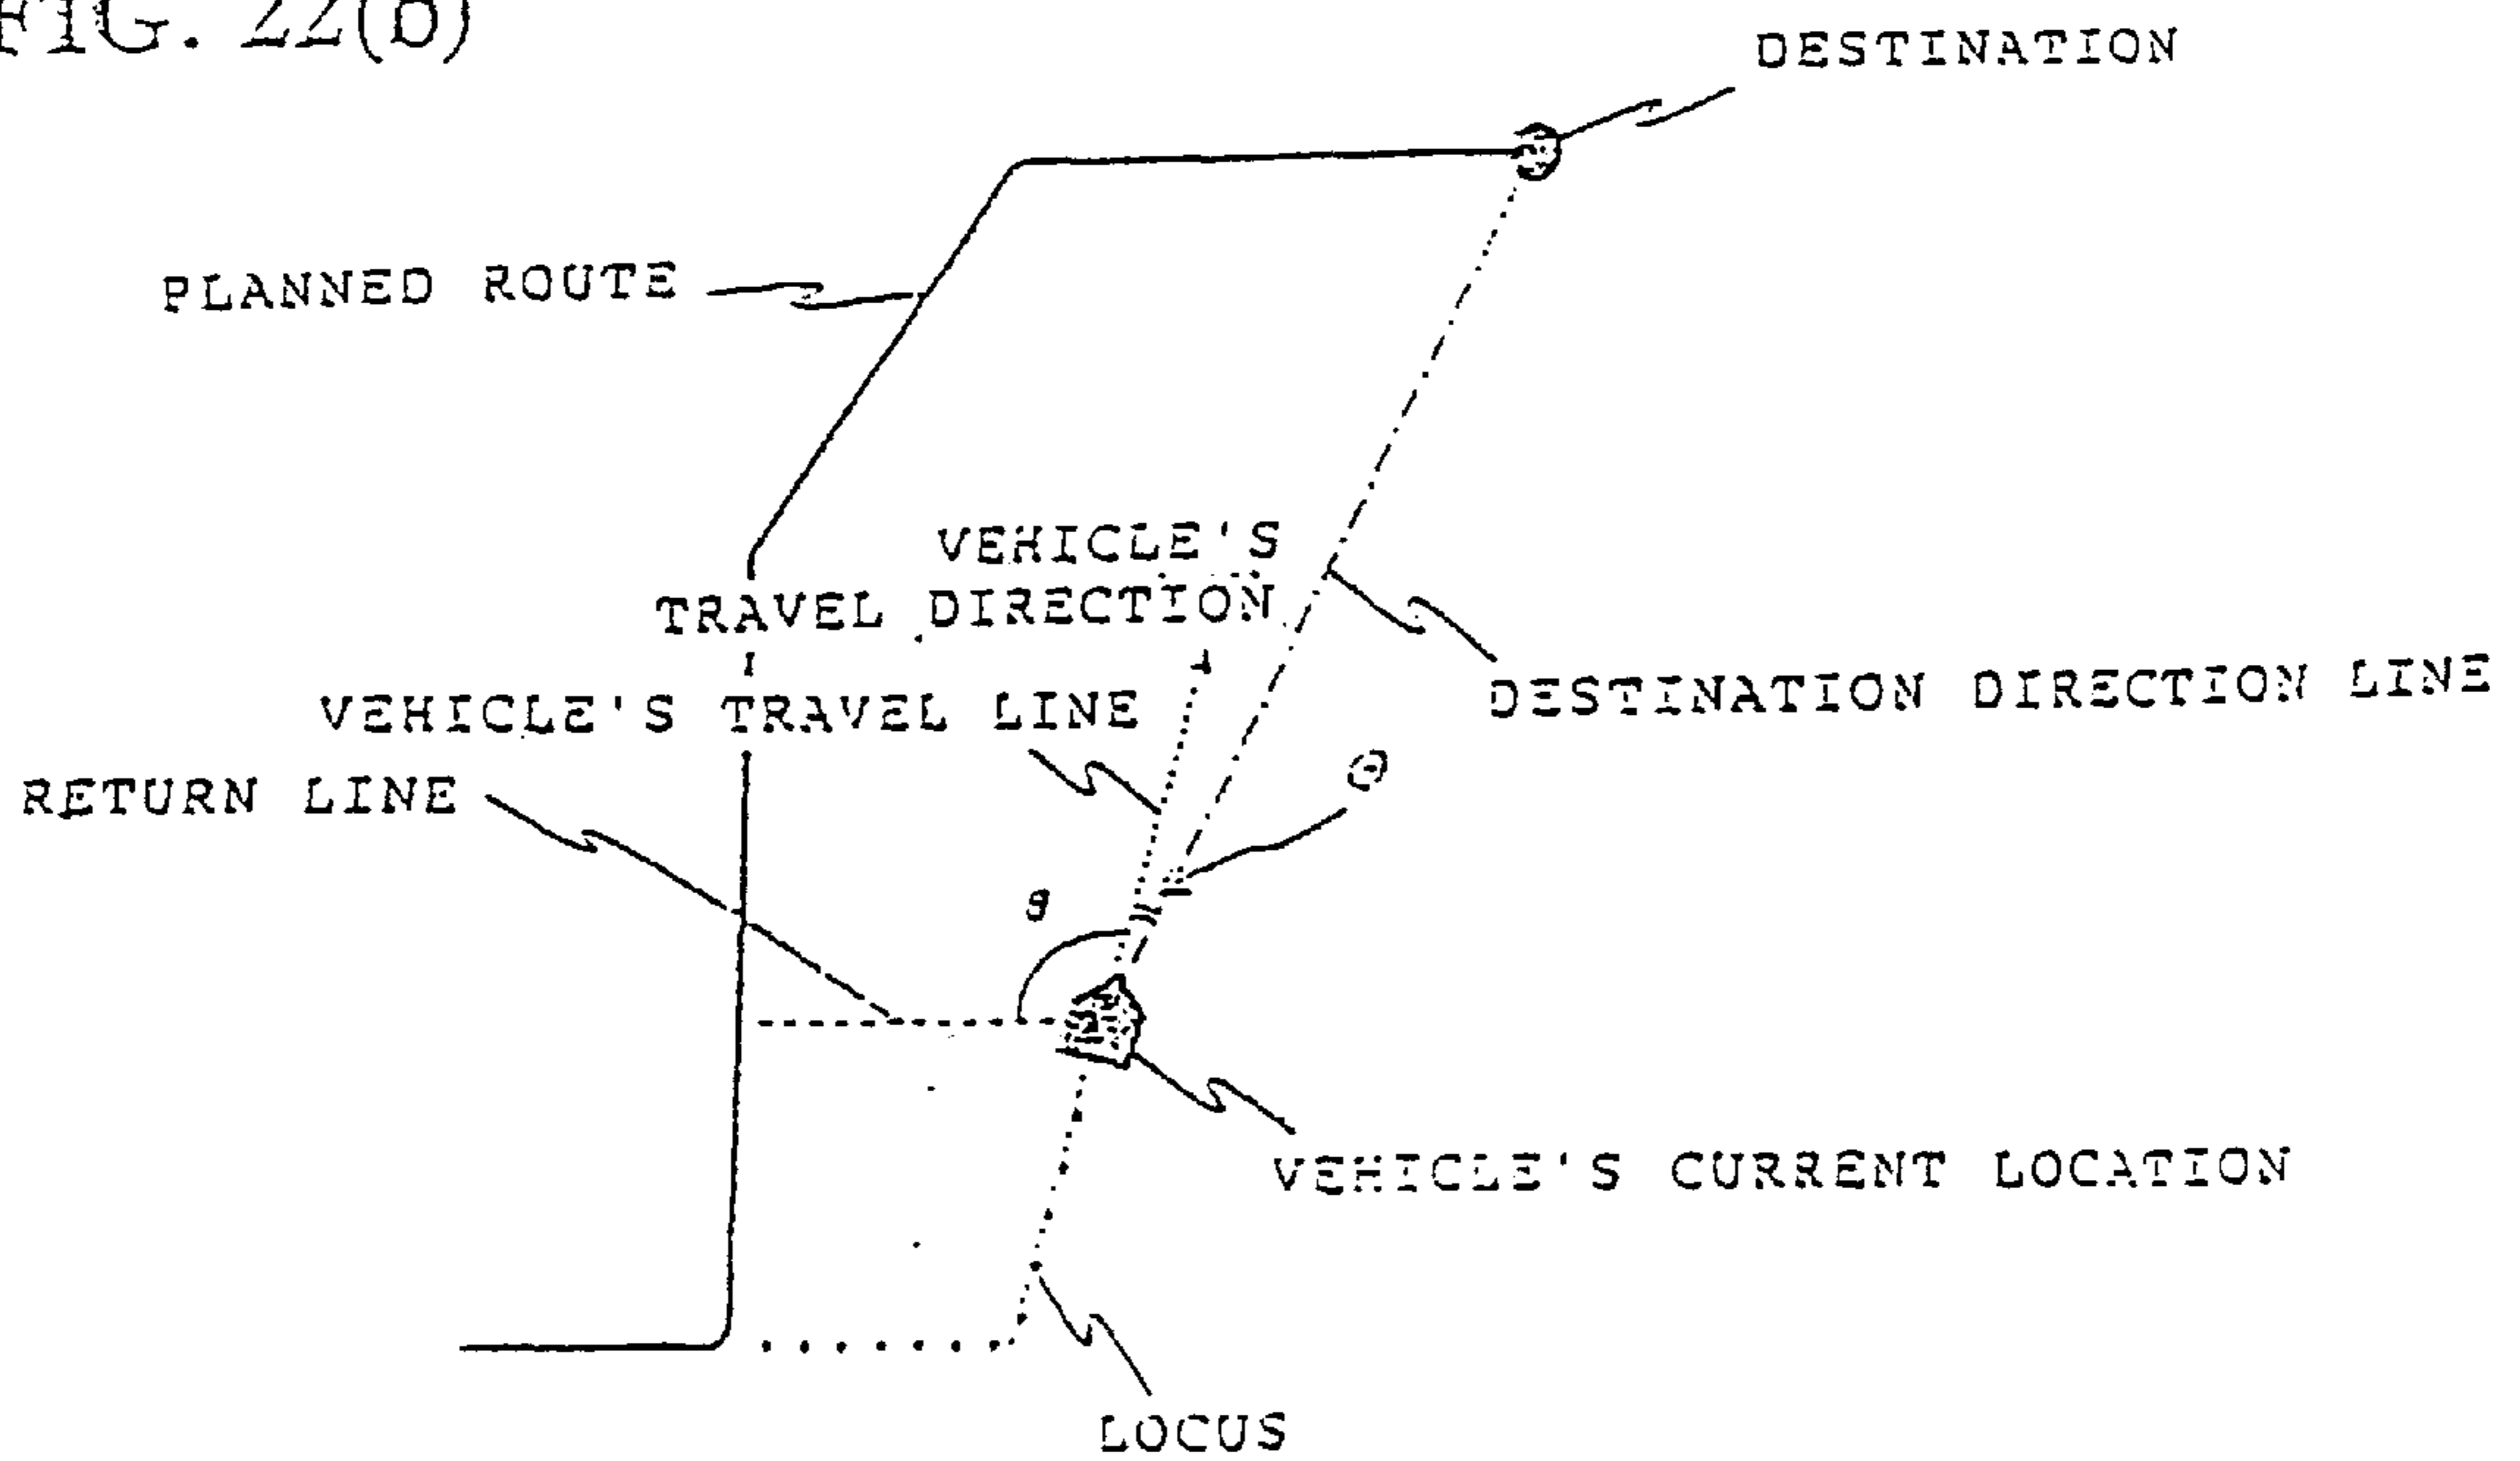 FIG. 22(b)
DESTINATION
PLANNED ROUTE
VEHICLE'S
TRAVEL DIRECTION
DESTINATION DIRECTION LINE
VEHICLE'S TRAVEL LINE
RETURN LINE
VEHICLE'S CURRENT LOCATION
LOCUS